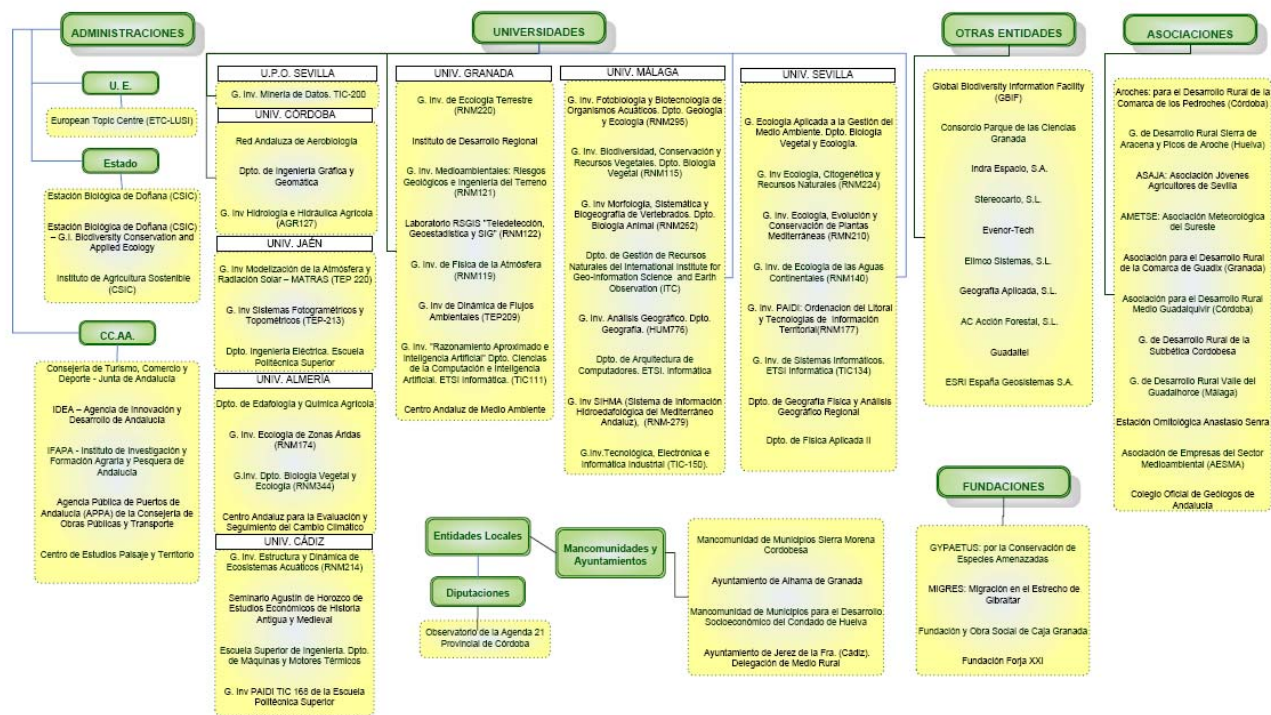 ADMINISTRACIONES
U. E.
European Topic Centre (ETC-LUSI)
Estado
Estación Biológica de Doñana (CSIC)
Estación Biológica de Doñana (CSIC)
– G.I. Biodiversity Conservation and
Applied Ecology
Instituto de Agricultura Sostenible
(CSIC)
CC.AA.
Consejería de Turismo, Comercio y
Deporte - Junta de Andalucía
IDEA – Agencia de Innovación y
Desarrollo de Andalucía
IFAPA - Instituto de Investigación y
Formación Agraria y Pesquera de
Andalucía
Agencia Pública de Puertos de
Andalucía (APPA) de la Consejería de
Obras Públicas y Transporte
Centro de Estudios Paisaje y Territorio
UNIVERSIDADES
U.P.O. SEVILLA
G. Inv. Minería de Datos. TIC-200
UNIV. CÓRDOBA
Red Andaluza de Aerobiología
Dpto. de Ingeniería Gráfica y
Geomática
G. Inv Hidrología e Hidráulica Agrícola
(AGR127)
UNIV. JAÉN
G. Inv Modelización de la Atmósfera y
Radiación Solar – MATRAS (TEP 220)
G. Inv Sistemas Fotogramétricos y
Topométricos (TEP-213)
Dpto. Ingeniería Eléctrica. Escuela
Politécnica Superior
UNIV. ALMERÍA
Dpto. de Edafología y Química Agrícola
G. Inv. Ecología de Zonas Áridas
(RNM174)
G.Inv. Dpto. Biología Vegetal y
Ecología (RNM344)
Centro Andaluz para la Evaluación y
Seguimiento del Cambio Climático
UNIV. CÁDIZ
G. Inv. Estructura y Dinámica de
Ecosistemas Acuáticos (RNM214)
Seminario Agustín de Horozco de
Estudios Económicos de Historia
Antigua y Medieval
Escuela Superior de Ingeniería. Dpto.
de Máquinas y Motores Térmicos
G. Inv PAIDI TIC 168 de la Escuela
Politécnica Superior
UNIV. GRANADA
G. Inv. de Ecología Terrestre
(RNM220)
Instituto de Desarrollo Regional
G. Inv. Medioambientales: Riesgos
Geológicos e Ingeniería del Terreno
(RNM121)
Laboratorio RSGIS "Teledetección,
Geoestadística y SIG" (RNM122)
G. Inv. de Física de la Atmósfera
(RNM119)
G. Inv de Dinámica de Flujos
Ambientales (TEP209)
G. Inv. "Razonamiento Aproximado e
Inteligencia Artificial" Dpto. Ciencias
de la Computación e Inteligencia
Artificial. ETSI Informática. (TIC111)
Centro Andaluz de Medio Ambiente
UNIV. MÁLAGA
G. Inv. Fotobiología y Biotecnología de
Organismos Acuáticos. Dpto. Geología
y Ecología (RNM295)
G. Inv. Biodiversidad, Conservación y
Recursos Vegetales. Dpto. Biología
Vegetal (RNM115)
G. Inv Morfología, Sistemática y
Biogeografía de Vertebrados. Dpto.
Biología Animal (RNM262)
Dpto. de Gestión de Recursos
Naturales del International Institute for
Geo-Information Science and Earth
Observation (ITC)
G. Inv. Análisis Geográfico. Dpto.
Geografía. (HUM776)
Dpto. de Arquitectura de
Computadores. ETSI. Informática
G. Inv SIHMA (Sistema de Información
Hidroedafológica del Mediterráneo
Andaluz), (RNM-279)
G.Inv.Tecnológica, Electrónica e
Informática Industrial (TIC-150).
UNIV. SEVILLA
G. Ecología Aplicada a la Gestión del
Medio Ambiente. Dpto. Biología
Vegetal y Ecología.
G. Inv Ecología, Citogenética y
Recursos Naturales (RNM224)
G. Inv. Ecología, Evolución y
Conservación de Plantas
Mediterráneas (RMN210)
G. Inv. de Ecología de las Aguas
Continentales (RNM140)
G. Inv. PAIDI: Ordenacion del Litoral
y Tecnologías de Información
Territorial(RNM177)
G. Inv. de Sistemas Informáticos.
ETSI Informática (TIC134)
Dpto. de Geografía Física y Análisis
Geográfico Regional
Dpto. de Física Aplicada II
OTRAS ENTIDADES
Global Biodiversity Information Facility
(GBIF)
Consorcio Parque de las Ciencias
Granada
Indra Espacio, S.A.
Stereocarto, S.L.
Evenor-Tech
Elimco Sistemas, S.L.
Geografía Aplicada, S.L.
AC Acción Forestal, S.L.
Guadaltel
ESRI España Geosistemas S.A.
ASOCIACIONES
Aroches: para el Desarrollo Rural de la
Comarca de los Pedroches (Córdoba)
G. de Desarrollo Rural Sierra de
Aracena y Picos de Aroche (Huelva)
ASAJA: Asociación Jóvenes
Agricultores de Sevilla
AMETSE: Asociación Meteorológica
del Sureste
Asociación para el Desarrollo Rural
de la Comarca de Guadix (Granada)
Asociación para el Desarrollo Rural
Medio Guadalquivir (Córdoba)
G. de Desarrollo Rural de la
Subbética Cordobesa
G. de Desarrollo Rural Valle del
Guadalhorce (Málaga)
Estación Ornitológica Anastasio Senra
Asociación de Empresas del Sector
Medioambiental (AESMA)
Colegio Oficial de Geólogos de
Andalucía
FUNDACIONES
GYPAETUS: por la Conservación de
Especies Amenazadas
MIGRES: Migración en el Estrecho de
Gibraltar
Fundación y Obra Social de Caja Granada
Fundación Forja XXI
Entidades Locales
Diputaciones
Observatorio de la Agenda 21
Provincial de Córdoba
Mancomunidades y
Ayuntamientos
Mancomunidad de Municipios Sierra Morena
Cordobesa
Ayuntamiento de Alhama de Granada
Mancomunidad de Municipios para el Desarrollo
Socioeconómico del Condado de Huelva
Ayuntamiento de Jerez de la Fra. (Cádiz).
Delegación de Medio Rural